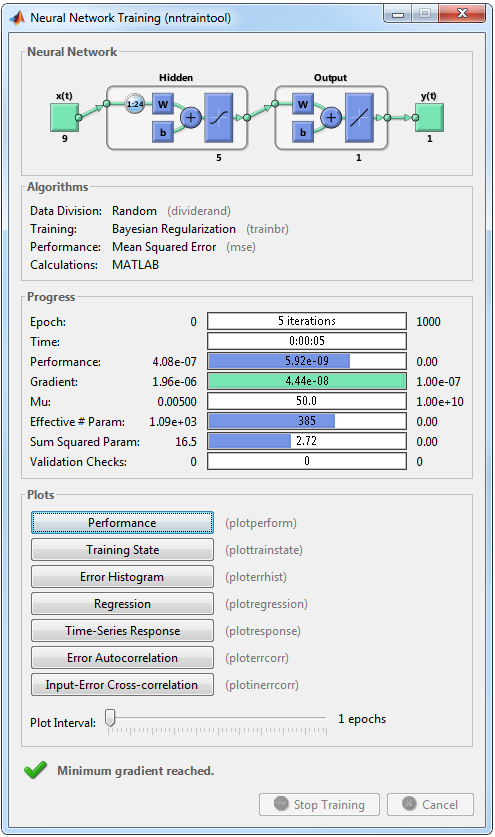 Neural Network Training (nntraintool)
Neural Network
Hidden
Output
x(t)
y(t)
1:24
W
b
+
W
b
+
9
5
1
1
Algorithms
Data Division: Random (dividerand)
Training: Bayesian Regularization (trainbr)
Performance: Mean Squared Error (mse)
Calculations: MATLAB
Progress
Epoch: 0 5 iterations 1000
Time: 0:00:05
Performance: 4.08e-07 5.92e-09 0.00
Gradient: 1.96e-06 4.44e-08 1.00e-07
Mu: 0.00500 50.0 1.00e+10
Effective # Param: 1.09e+03 385 0.00
Sum Squared Param: 16.5 2.72 0.00
Validation Checks: 0 0 0
Plots
Performance (plotperform)
Training State (plottrainstate)
Error Histogram (ploterrhist)
Regression (plotregression)
Time-Series Response (plotresponse)
Error Autocorrelation (ploterrcorr)
Input-Error Cross-correlation (plotinerrcorr)
Plot Interval: 1 epochs
Minimum gradient reached.
Stop Training Cancel